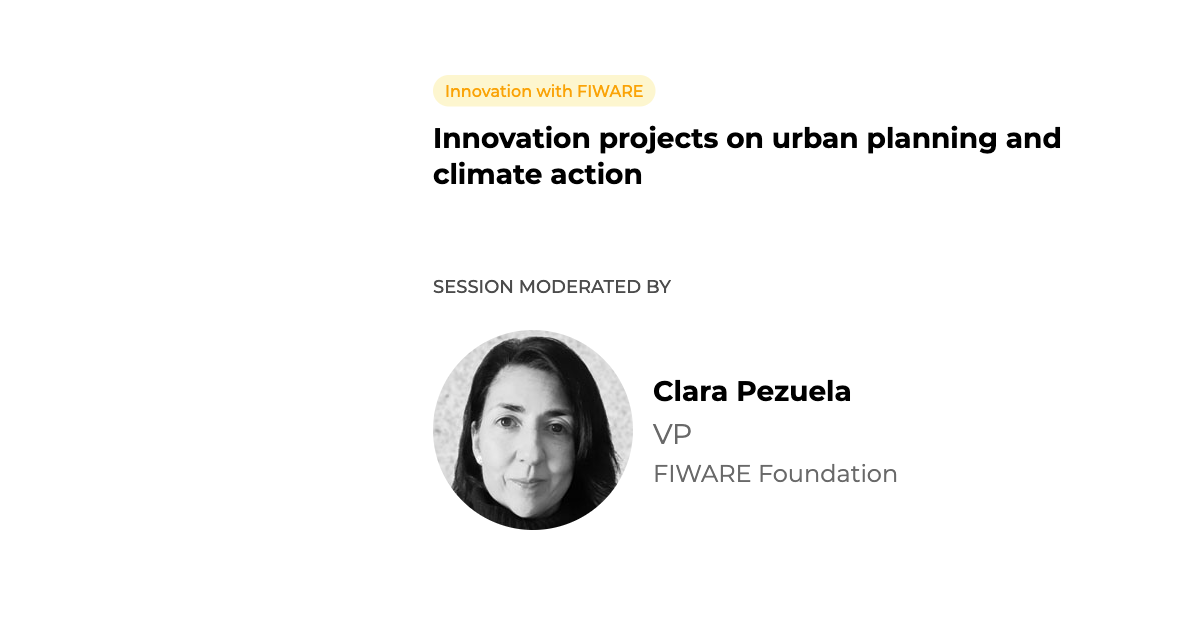 Innovation with FIWARE
Innovation projects on urban planning and
climate action
SESSION MODERATED BY
Clara Pezuela
VP
FIWARE Foundation